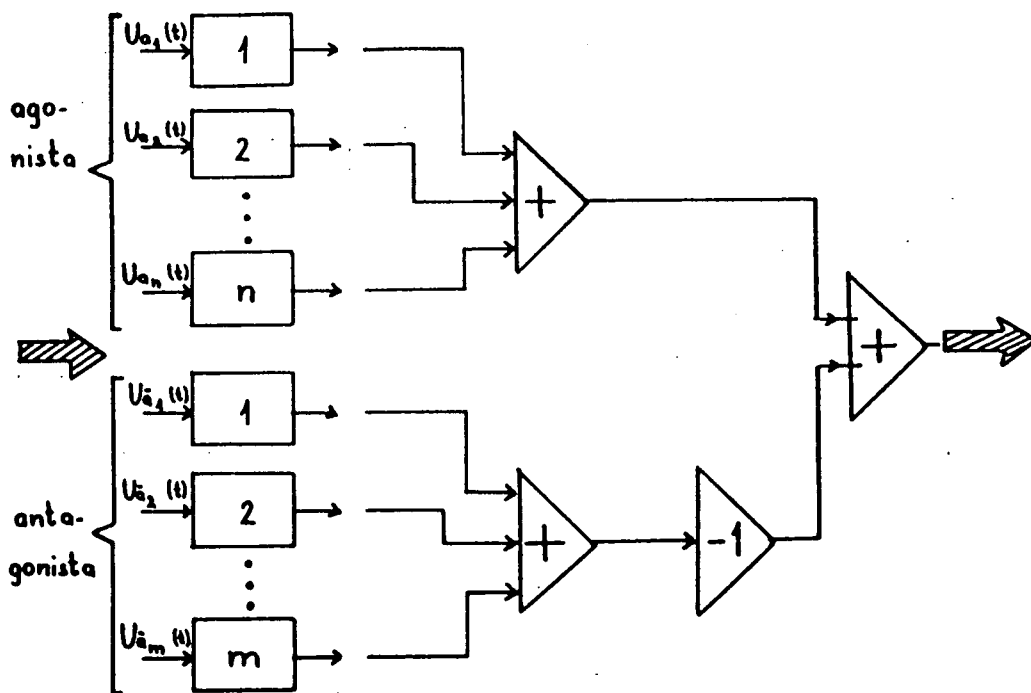 Ua₁(t)
1
ago-
nista
Ua₂(t)
2
Uaₙ(t)
n
+
+
Uā₁(t)
1
anta-
gonista
Uā₂(t)
2
+
-1
Uāₘ(t)
m